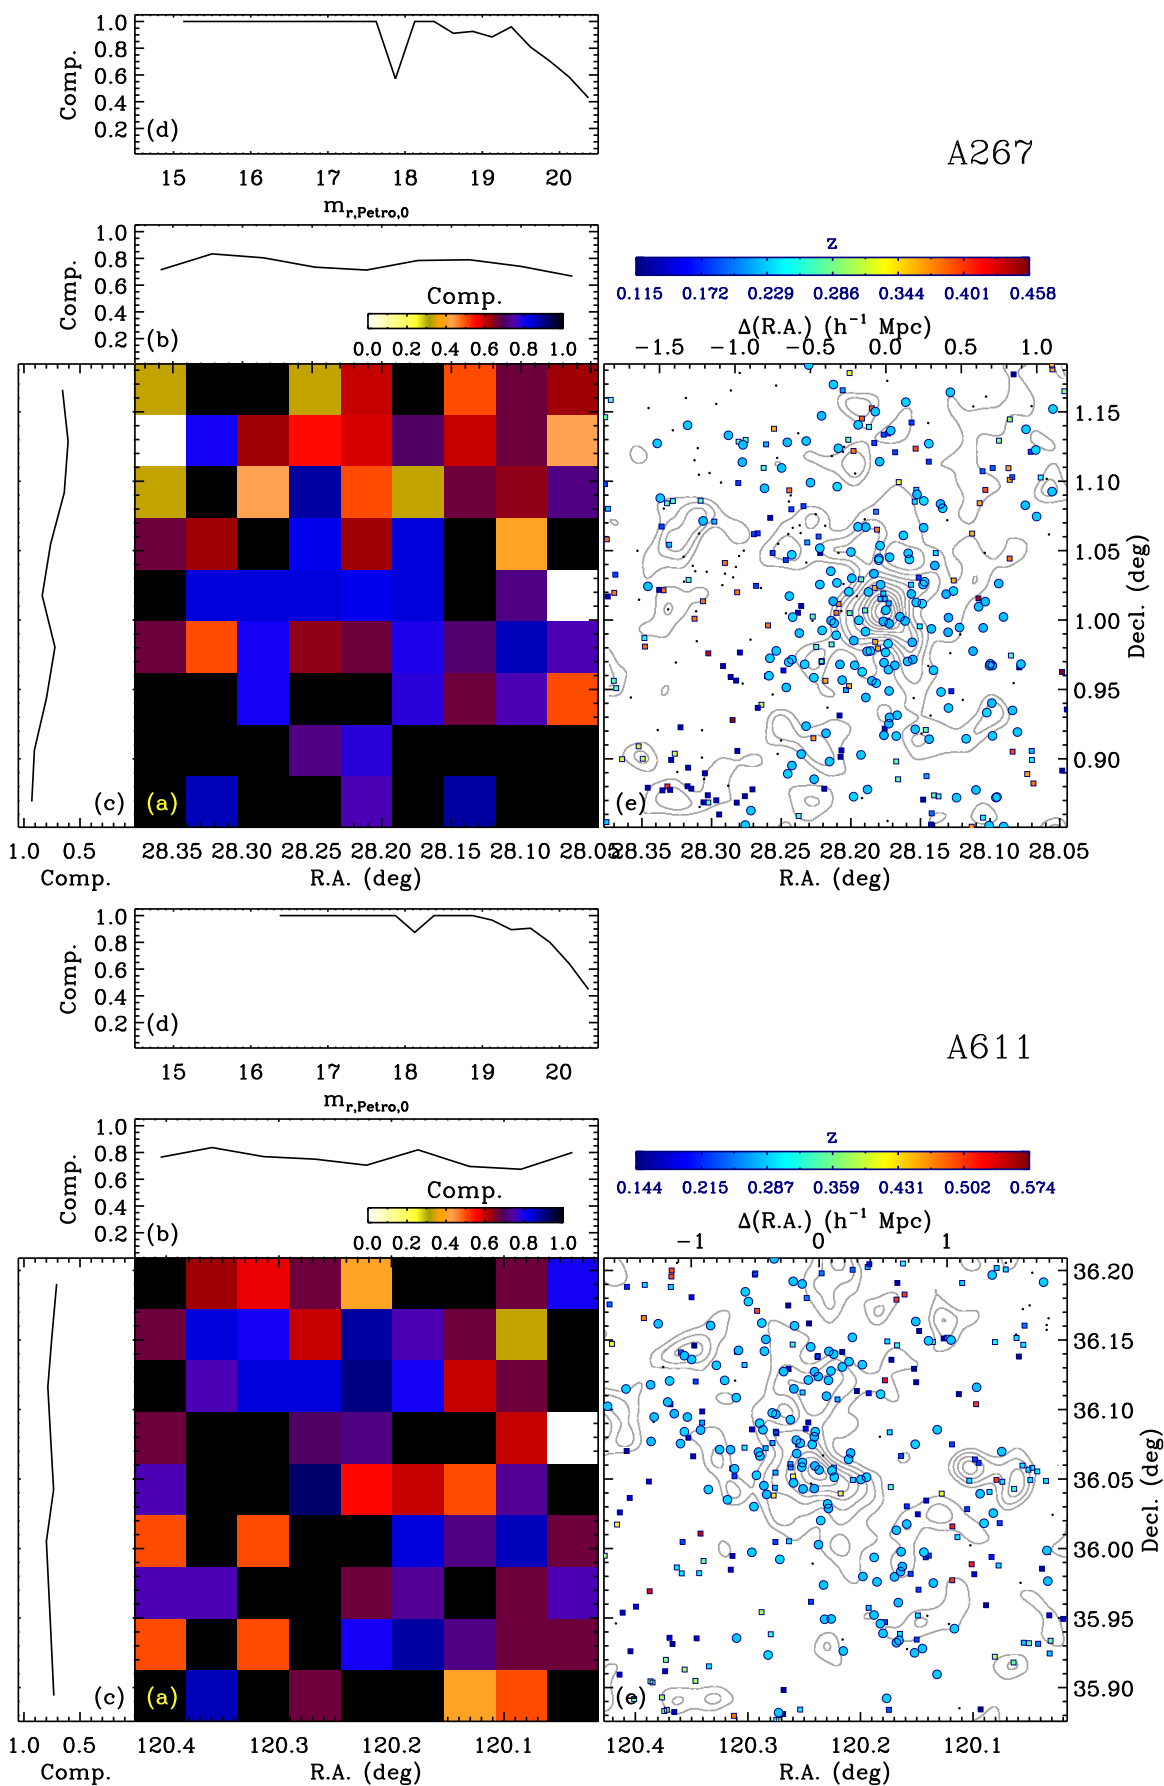 1.0
0.8
0.6
0.4
0.2
Comp.
(d)
15 16 17 18 19 20
m r,Petro,0
A267
1.0
0.8
0.6
0.4
0.2
Comp.
(b)
Comp.
0.0 0.2 0.4 0.6 0.8 1.0
z
0.115 0.172 0.229 0.286 0.344 0.401 0.458
Δ(R.A.) (h⁻¹ Mpc)
−1.5 −1.0 −0.5 0.0 0.5 1.0
1.15
1.10
1.05
1.00
0.95
0.90
Decl. (deg)
(c) (a) (e)
1.0 0.5
Comp.
28.35 28.30 28.25 28.20 28.15 28.10 28.05
R.A. (deg)
28.35 28.30 28.25 28.20 28.15 28.10 28.05
R.A. (deg)
1.0
0.8
0.6
0.4
0.2
Comp.
(d)
15 16 17 18 19 20
m r,Petro,0
A611
1.0
0.8
0.6
0.4
0.2
Comp.
(b)
Comp.
0.0 0.2 0.4 0.6 0.8 1.0
z
0.144 0.215 0.287 0.359 0.431 0.502 0.574
Δ(R.A.) (h⁻¹ Mpc)
−1 0 1
36.20
36.15
36.10
36.05
36.00
35.95
35.90
Decl. (deg)
(c) (a) (e)
1.0 0.5
Comp.
120.4 120.3 120.2 120.1
R.A. (deg)
120.4 120.3 120.2 120.1
R.A. (deg)